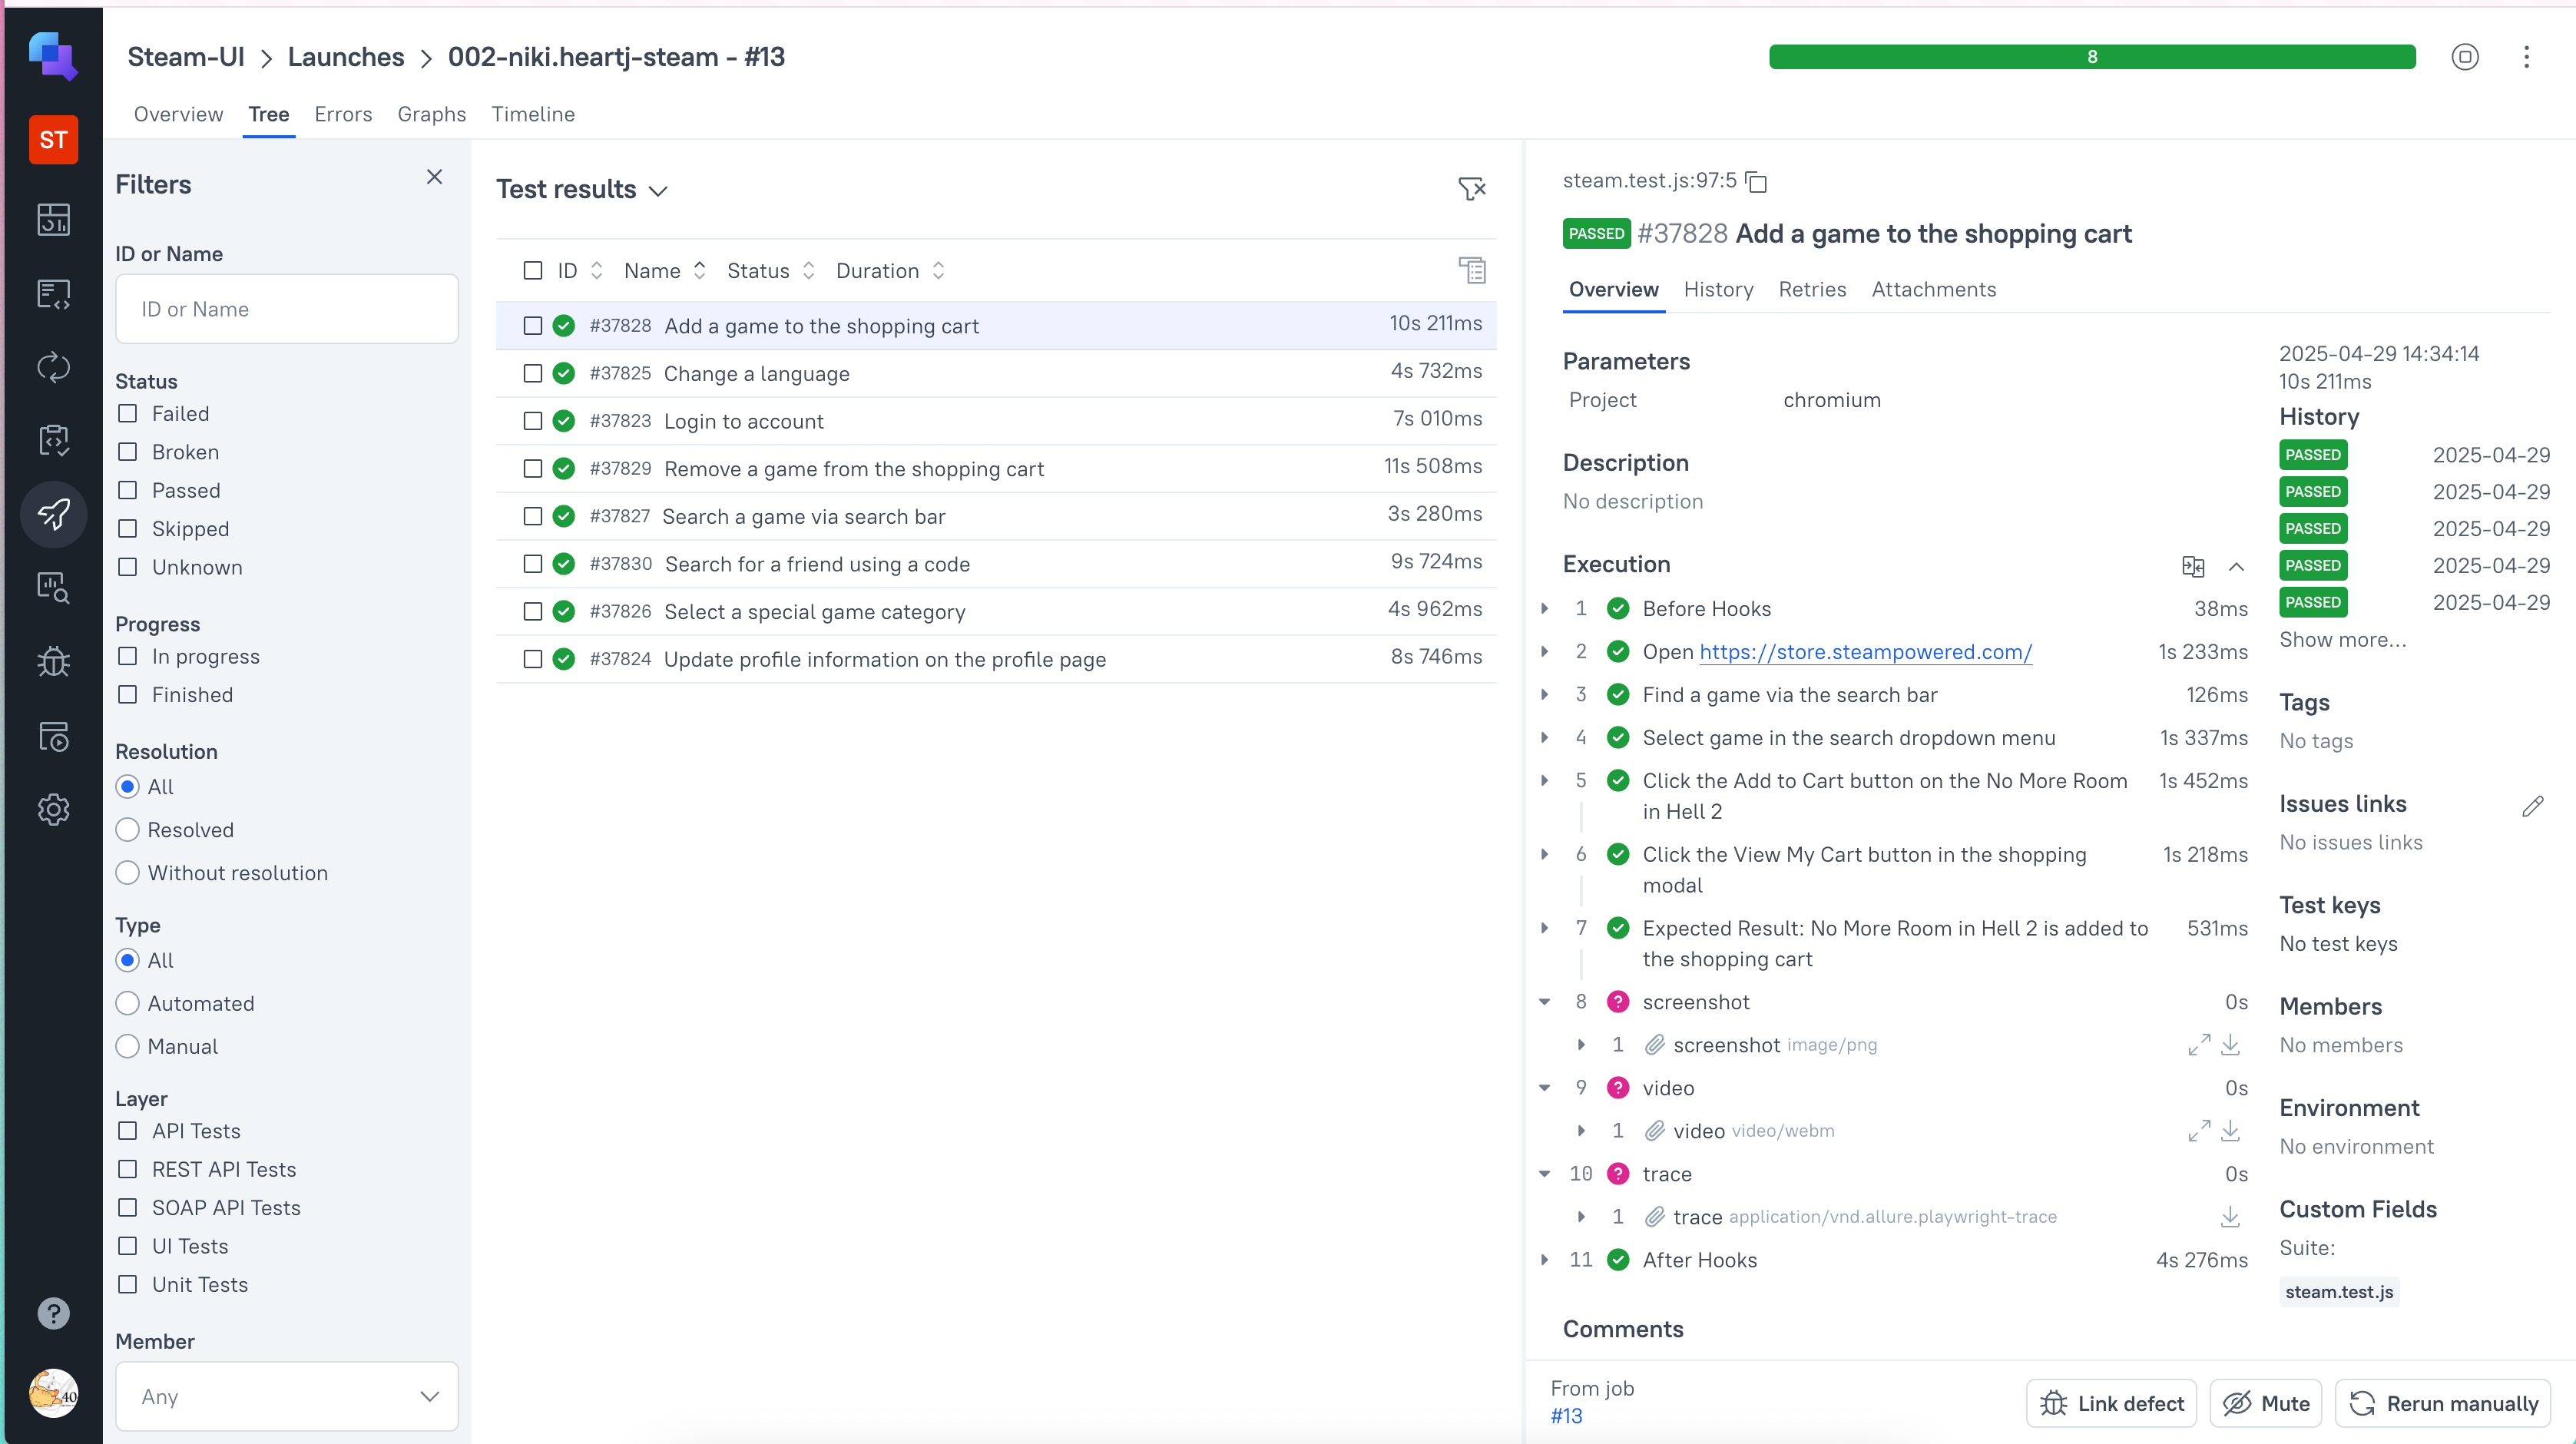 Steam-UI > Launches > 002-niki.heartj-steam - #13
8
Overview Tree Errors Graphs Timeline
ST
Filters
ID or Name
ID or Name
Status
Failed
Broken
Passed
Skipped
Unknown
Progress
In progress
Finished
Resolution
All
Resolved
Without resolution
Type
All
Automated
Manual
Layer
API Tests
REST API Tests
SOAP API Tests
UI Tests
Unit Tests
Member
Any
40
Test results
ID Name Status Duration
#37828 Add a game to the shopping cart 10s 211ms
#37825 Change a language 4s 732ms
#37823 Login to account 7s 010ms
#37829 Remove a game from the shopping cart 11s 508ms
#37827 Search a game via search bar 3s 280ms
#37830 Search for a friend using a code 9s 724ms
#37826 Select a special game category 4s 962ms
#37824 Update profile information on the profile page 8s 746ms
steam.test.js:97:5
PASSED #37828 Add a game to the shopping cart
Overview History Retries Attachments
Parameters
Project chromium
Description
No description
Execution
1 Before Hooks 38ms
2 Open https://store.steampowered.com/ 1s 233ms
3 Find a game via the search bar 126ms
4 Select game in the search dropdown menu 1s 337ms
5 Click the Add to Cart button on the No More Room 1s 452ms
in Hell 2
6 Click the View My Cart button in the shopping 1s 218ms
modal
7 Expected Result: No More Room in Hell 2 is added to 531ms
the shopping cart
8 screenshot 0s
1 screenshot image/png
9 video 0s
1 video video/webm
10 trace 0s
1 trace application/vnd.allure.playwright-trace
11 After Hooks 4s 276ms
Comments
2025-04-29 14:34:14
10s 211ms
History
PASSED 2025-04-29
PASSED 2025-04-29
PASSED 2025-04-29
PASSED 2025-04-29
PASSED 2025-04-29
Show more...
Tags
No tags
Issues links
No issues links
Test keys
No test keys
Members
No members
Environment
No environment
Custom Fields
Suite:
steam.test.js
From job
#13
Link defect Mute Rerun manually